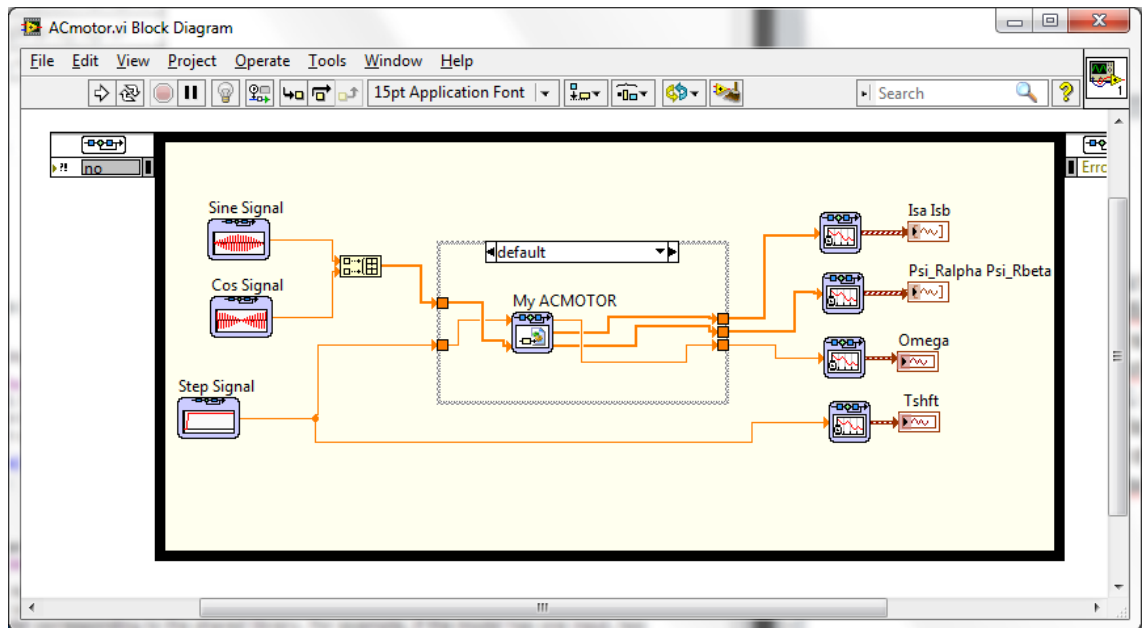 ACmotor.vi Block Diagram
File Edit View Project Operate Tools Window Help
15pt Application Font
Search
1
?! no
Erro
Sine Signal
Isa Isb
default
Cos Signal
Psi_Ralpha Psi_Rbeta
My ACMOTOR
Omega
Step Signal
Tshft